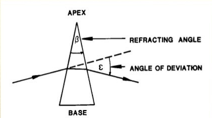 APEX
β
REFRACTING ANGLE
ε
ANGLE OF DEVIATION
BASE